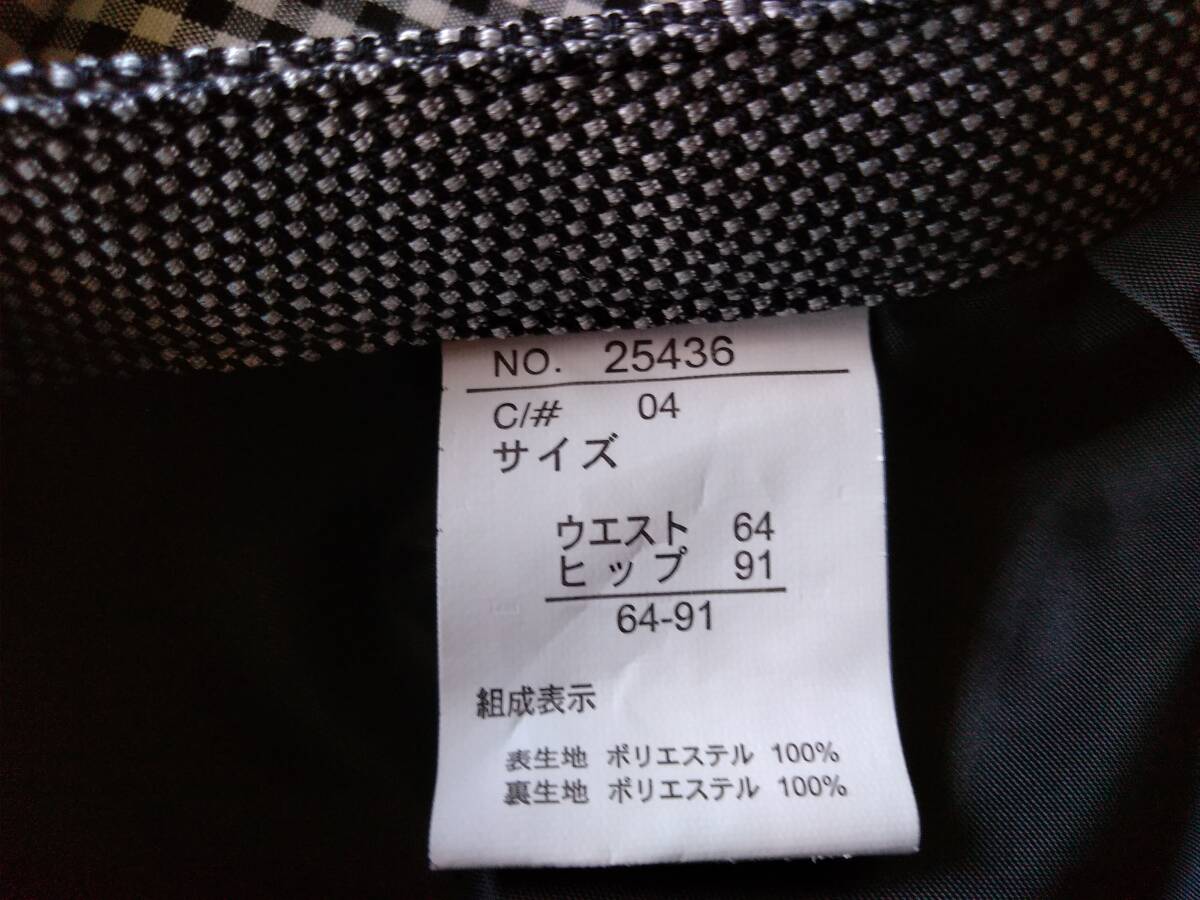 NO. 25436
C/# 04
サイズ
ウエスト 64
ヒップ 91
64-91
組成表示
表生地 ポリエステル 100%
裏生地 ポリエステル 100%